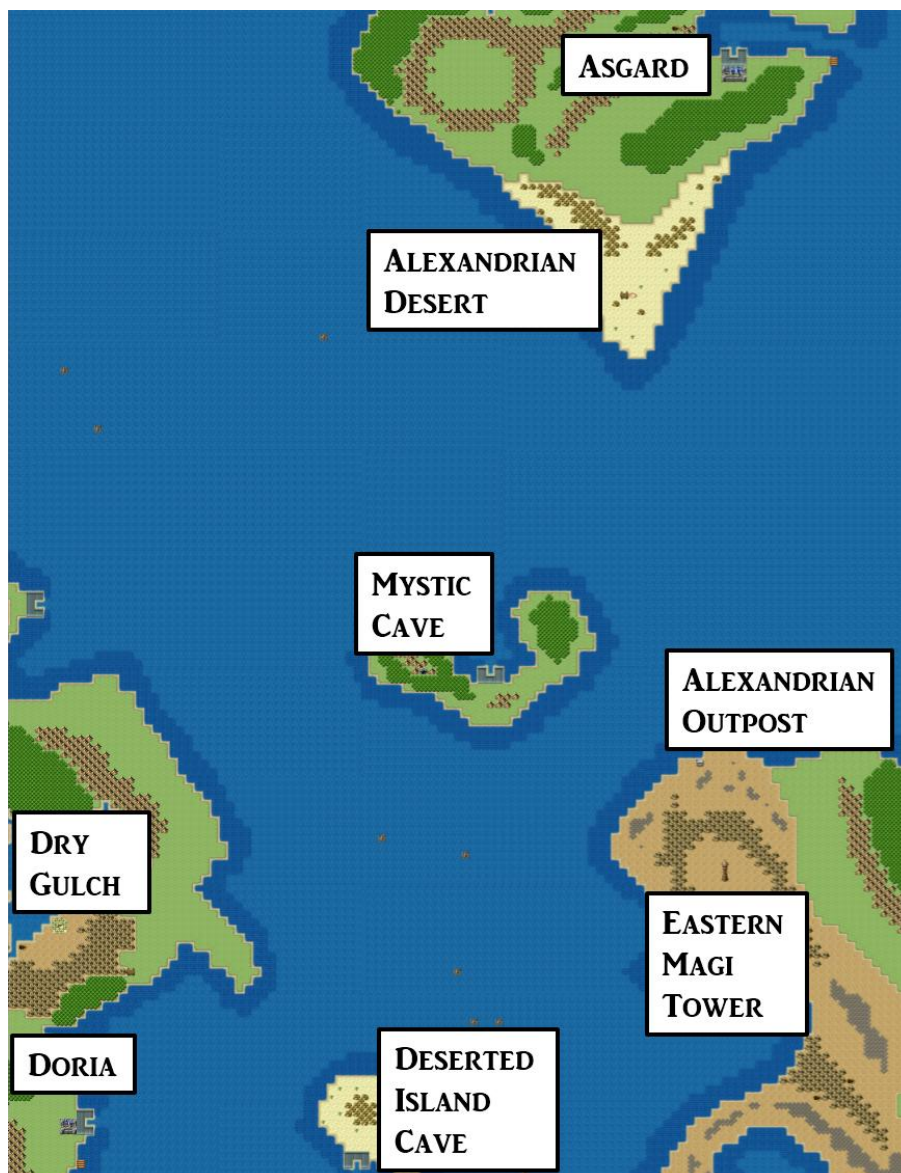 ASGARD
ALEXANDRIAN
DESERT
MYSTIC
CAVE
ALEXANDRIAN
OUTPOST
DRY
GULCH
EASTERN
MAGI
TOWER
DORIA
DESERTED
ISLAND
CAVE